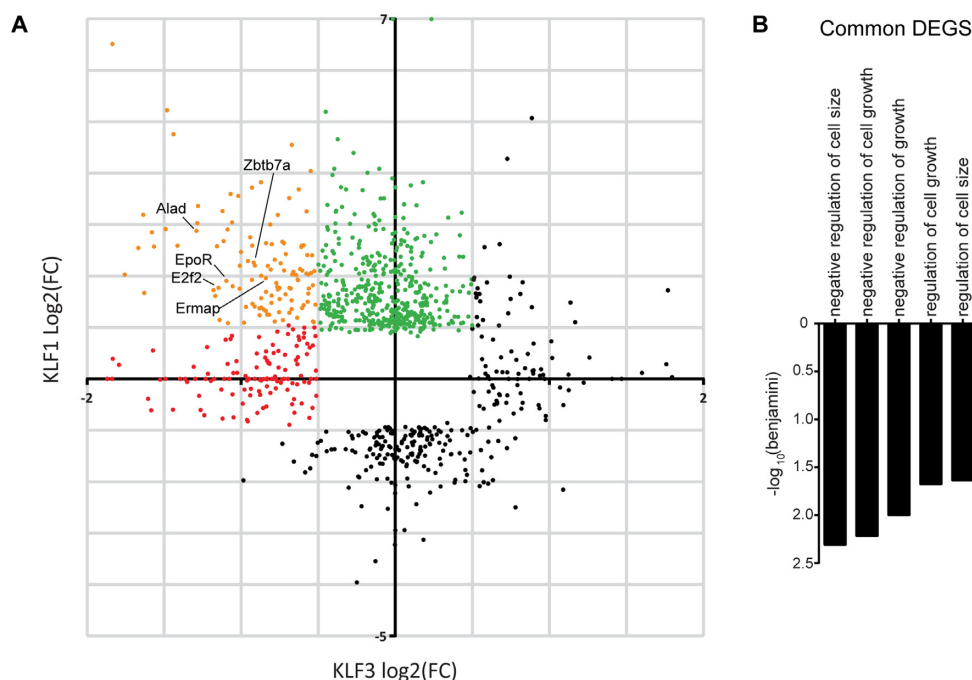 A
7
KLF1 Log2(FC)
Zbtb7a
Alad
EpoR
E2f2
Ermap
-2
2
-5
KLF3 log2(FC)
B
Common DEGS
negative regulation of cell size
negative regulation of cell growth
negative regulation of growth
regulation of cell growth
regulation of cell size
0
0.5
1.0
1.5
2.0
2.5
-log10(benjamini)